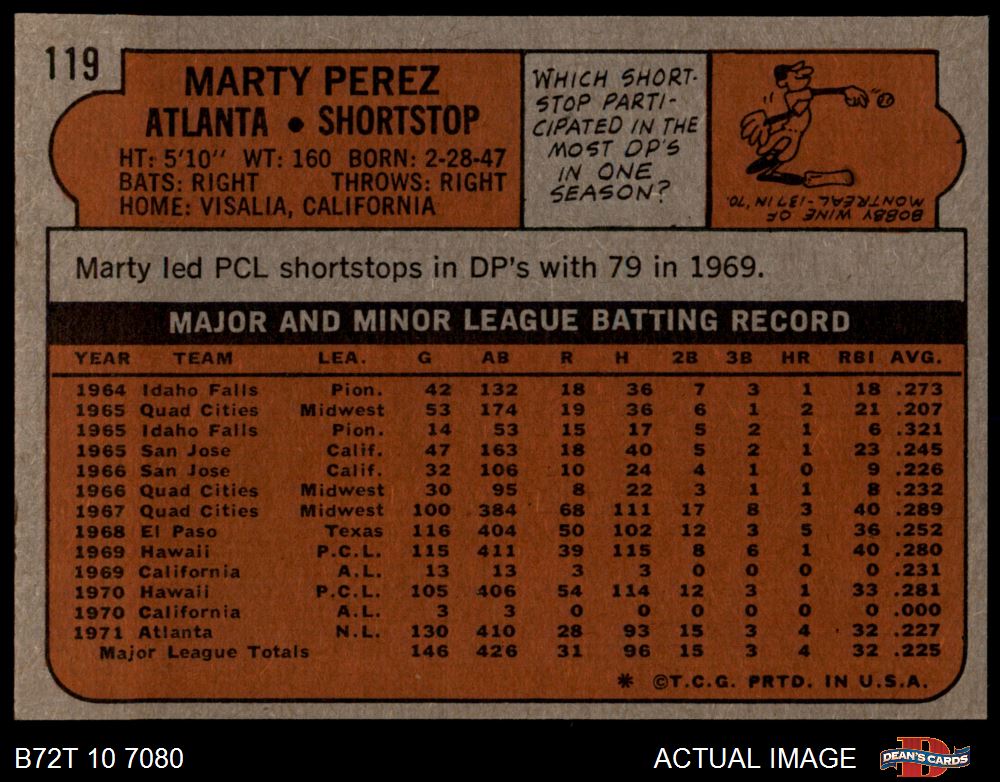 119
MARTY PEREZ
ATLANTA • SHORTSTOP
HT: 5'10" WT: 160 BORN: 2-28-47
BATS: RIGHT THROWS: RIGHT
HOME: VISALIA, CALIFORNIA
WHICH SHORT-
STOP PARTI-
CIPATED IN THE
MOST DP'S
IN ONE
SEASON?
BOBBY WINE OF
MONTREAL-137 IN '70.
Marty led PCL shortstops in DP's with 79 in 1969.
MAJOR AND MINOR LEAGUE BATTING RECORD
YEAR TEAM LEA. G AB R H 2B 3B HR RBI AVG.
1964 Idaho Falls Pion. 42 132 18 36 7 3 1 18 .273
1965 Quad Cities Midwest 53 174 19 36 6 1 2 21 .207
1965 Idaho Falls Pion. 14 53 15 17 5 2 1 6 .321
1965 San Jose Calif. 47 163 18 40 5 2 1 23 .245
1966 San Jose Calif. 32 106 10 24 4 1 0 9 .226
1966 Quad Cities Midwest 30 95 8 22 3 1 1 8 .232
1967 Quad Cities Midwest 100 384 68 111 17 8 3 40 .289
1968 El Paso Texas 116 404 50 102 12 3 5 36 .252
1969 Hawaii P.C.L. 115 411 39 115 8 6 1 40 .280
1969 California A.L. 13 13 3 3 0 0 0 0 .231
1970 Hawaii P.C.L. 105 406 54 114 12 3 1 33 .281
1970 California A.L. 3 3 0 0 0 0 0 0 .000
1971 Atlanta N.L. 130 410 28 93 15 3 4 32 .227
Major League Totals 146 426 31 96 15 3 4 32 .225
* ©T.C.G. PRTD. IN U.S.A.
B72T 10 7080 ACTUAL IMAGE DEAN'S CARDS